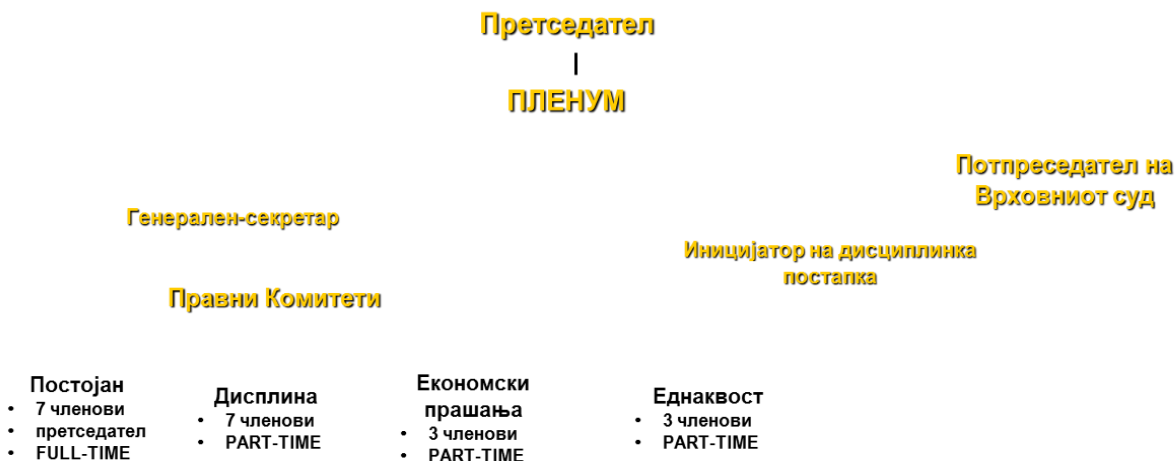 Претседател
ПЛЕНУМ
Потпреседател на
Врховниот суд
Генерален-секретар
Иницијатор на дисциплинка
постапка
Правни Комитети
Постојан
• 7 членови
• претседател
• FULL-TIME
Дисплина
• 7 членови
• PART-TIME
Економски
прашања
• 3 членови
• PART-TIME
Еднаквост
• 3 членови
• PART-TIME